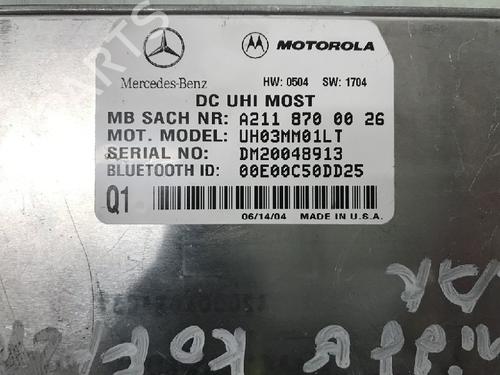 MOTOROLA
Mercedes-Benz HW: 0504 SW: 1704
DC UHI MOST
MB SACH NR: A211 870 00 26
MOT. MODEL: UH03MM01LT
SERIAL NO: DM20048913
BLUETOOTH ID: 00E00C50DD25
Q1 06/14/04 MADE IN U.S.A.
PARTS